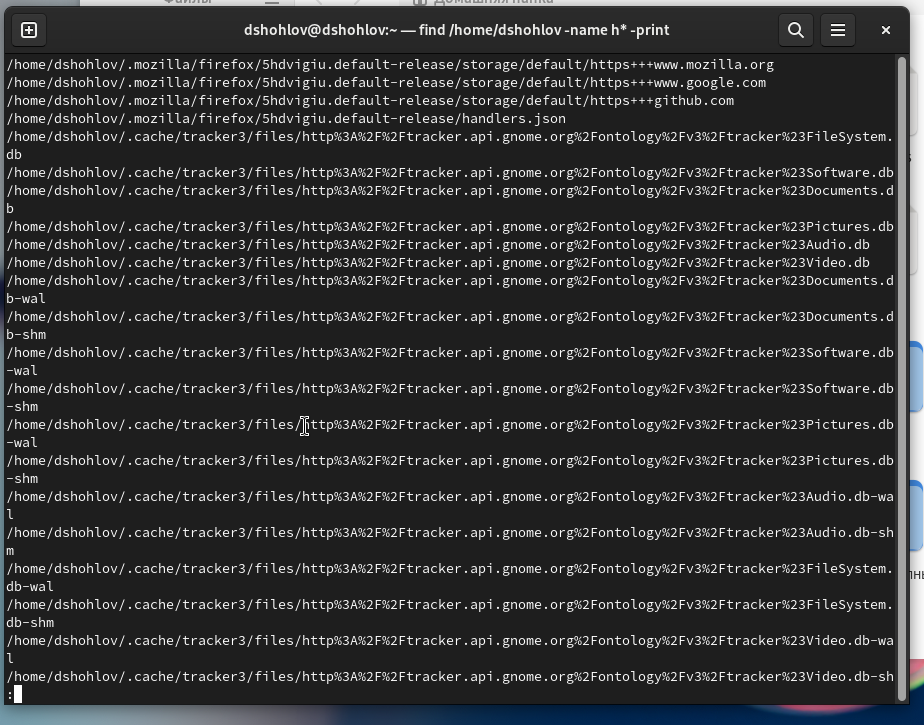 Файлы
Домашняя папка
dshohlov@dshohlov:~ — find /home/dshohlov -name h* -print
/home/dshohlov/.mozilla/firefox/5hdvigiu.default-release/storage/default/https+++www.mozilla.org
/home/dshohlov/.mozilla/firefox/5hdvigiu.default-release/storage/default/https+++www.google.com
/home/dshohlov/.mozilla/firefox/5hdvigiu.default-release/storage/default/https+++github.com
/home/dshohlov/.mozilla/firefox/5hdvigiu.default-release/handlers.json
/home/dshohlov/.cache/tracker3/files/http%3A%2F%2Ftracker.api.gnome.org%2Fontology%2Fv3%2Ftracker%23FileSystem.
db
/home/dshohlov/.cache/tracker3/files/http%3A%2F%2Ftracker.api.gnome.org%2Fontology%2Fv3%2Ftracker%23Software.db
/home/dshohlov/.cache/tracker3/files/http%3A%2F%2Ftracker.api.gnome.org%2Fontology%2Fv3%2Ftracker%23Documents.d
b
/home/dshohlov/.cache/tracker3/files/http%3A%2F%2Ftracker.api.gnome.org%2Fontology%2Fv3%2Ftracker%23Pictures.db
/home/dshohlov/.cache/tracker3/files/http%3A%2F%2Ftracker.api.gnome.org%2Fontology%2Fv3%2Ftracker%23Audio.db
/home/dshohlov/.cache/tracker3/files/http%3A%2F%2Ftracker.api.gnome.org%2Fontology%2Fv3%2Ftracker%23Video.db
/home/dshohlov/.cache/tracker3/files/http%3A%2F%2Ftracker.api.gnome.org%2Fontology%2Fv3%2Ftracker%23Documents.d
b-wal
/home/dshohlov/.cache/tracker3/files/http%3A%2F%2Ftracker.api.gnome.org%2Fontology%2Fv3%2Ftracker%23Documents.d
b-shm
/home/dshohlov/.cache/tracker3/files/http%3A%2F%2Ftracker.api.gnome.org%2Fontology%2Fv3%2Ftracker%23Software.db
-wal
/home/dshohlov/.cache/tracker3/files/http%3A%2F%2Ftracker.api.gnome.org%2Fontology%2Fv3%2Ftracker%23Software.db
-shm
/home/dshohlov/.cache/tracker3/files/http%3A%2F%2Ftracker.api.gnome.org%2Fontology%2Fv3%2Ftracker%23Pictures.db
-wal
/home/dshohlov/.cache/tracker3/files/http%3A%2F%2Ftracker.api.gnome.org%2Fontology%2Fv3%2Ftracker%23Pictures.db
-shm
/home/dshohlov/.cache/tracker3/files/http%3A%2F%2Ftracker.api.gnome.org%2Fontology%2Fv3%2Ftracker%23Audio.db-wa
l
/home/dshohlov/.cache/tracker3/files/http%3A%2F%2Ftracker.api.gnome.org%2Fontology%2Fv3%2Ftracker%23Audio.db-sh
m
/home/dshohlov/.cache/tracker3/files/http%3A%2F%2Ftracker.api.gnome.org%2Fontology%2Fv3%2Ftracker%23FileSystem.
db-wal
/home/dshohlov/.cache/tracker3/files/http%3A%2F%2Ftracker.api.gnome.org%2Fontology%2Fv3%2Ftracker%23FileSystem.
db-shm
/home/dshohlov/.cache/tracker3/files/http%3A%2F%2Ftracker.api.gnome.org%2Fontology%2Fv3%2Ftracker%23Video.db-wa
l
/home/dshohlov/.cache/tracker3/files/http%3A%2F%2Ftracker.api.gnome.org%2Fontology%2Fv3%2Ftracker%23Video.db-sh
: